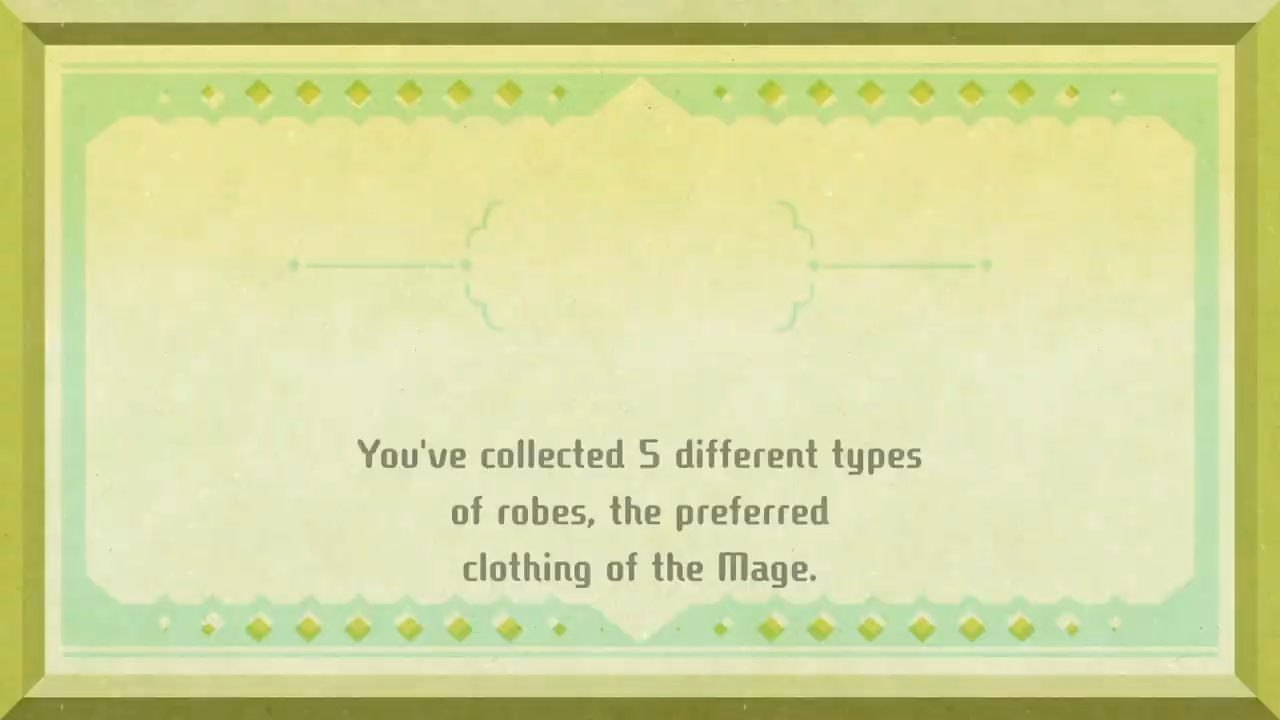 You've collected 5 different types
of robes, the preferred
clothing of the Mage.